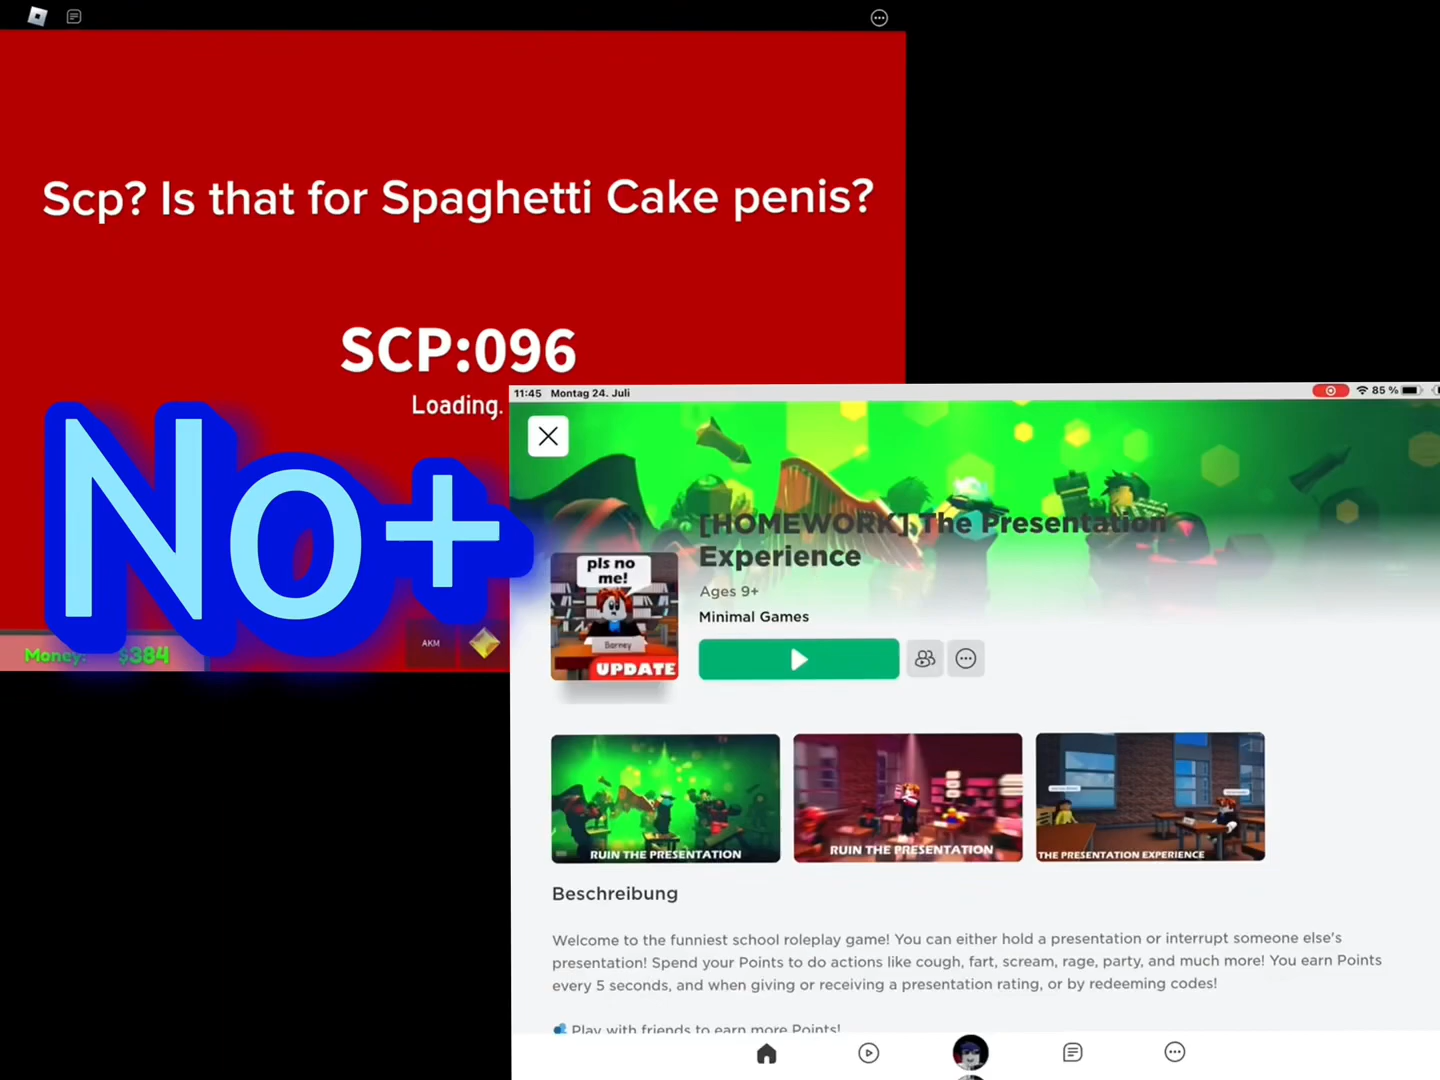 Scp? Is that for Spaghetti Cake penis?
SCP:096
Loading.
No+
Money: $384
AKM
11:45 Montag 24. Juli
85 %
[HOMEWORK] The Presentation
Experience
pls no
me!
Barney
UPDATE
Ages 9+
Minimal Games
RUIN THE PRESENTATION
RUIN THE PRESENTATION
THE PRESENTATION EXPERIENCE
Beschreibung
Welcome to the funniest school roleplay game! You can either hold a presentation or interrupt someone else's
presentation! Spend your Points to do actions like cough, fart, scream, rage, party, and much more! You earn Points
every 5 seconds, and when giving or receiving a presentation rating, or by redeeming codes!
Play with friends to earn more Points!